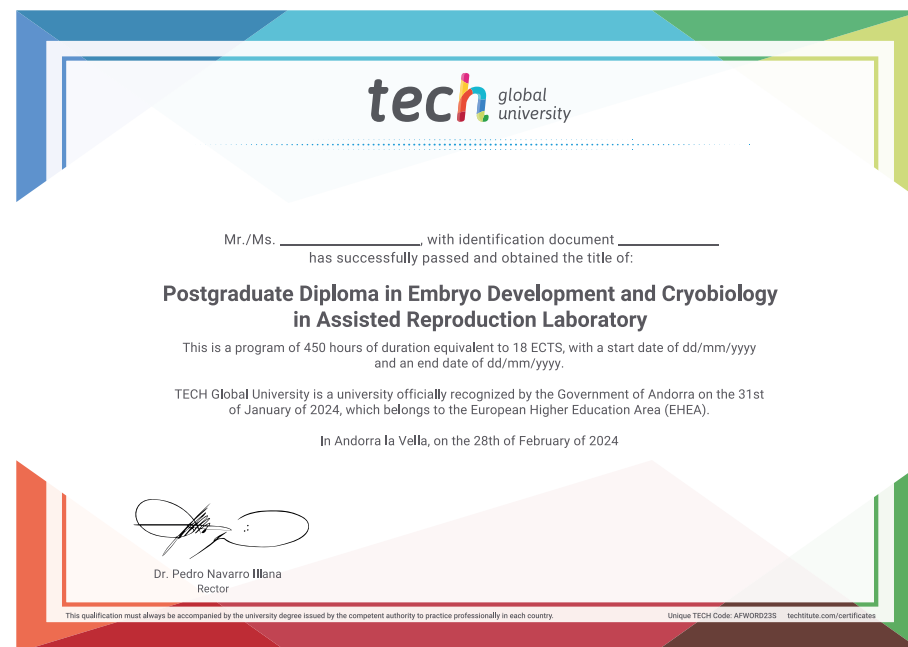 tech global
university
Mr./Ms. ____________, with identification document ____________
has successfully passed and obtained the title of:
Postgraduate Diploma in Embryo Development and Cryobiology
in Assisted Reproduction Laboratory
This is a program of 450 hours of duration equivalent to 18 ECTS, with a start date of dd/mm/yyyy
and an end date of dd/mm/yyyy.
TECH Global University is a university officially recognized by the Government of Andorra on the 31st
of January of 2024, which belongs to the European Higher Education Area (EHEA).
In Andorra la Vella, on the 28th of February of 2024
Dr. Pedro Navarro Illana
Rector
This qualification must always be accompanied by the university degree issued by the competent authority to practice professionally in each country.
Unique TECH Code: AFWORD23S techtitute.com/certificates